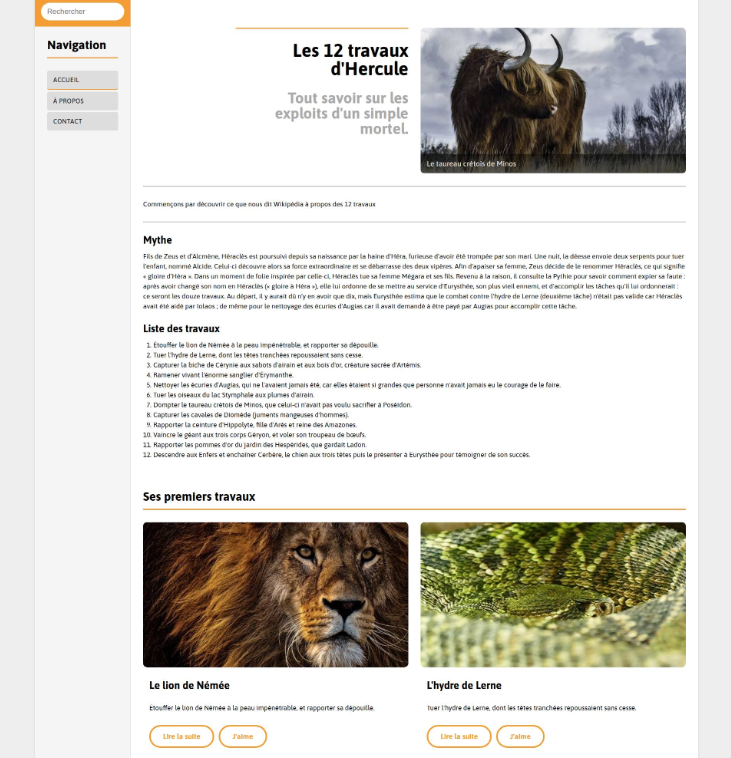 Rechercher
Navigation
ACCUEIL
À PROPOS
CONTACT
Les 12 travaux
d'Hercule
Tout savoir sur les
exploits d'un simple
mortel.
Le taureau crétois de Minos
Commençons par découvrir ce que nous dit Wikipédia à propos des 12 travaux
Mythe
Fils de Zeus et d'Alcmène, Héraclès est poursuivi depuis sa naissance par la haine d'Héra, furieuse d'avoir été trompée par son mari. Une nuit, la déesse envoie deux serpents pour tuer
l'enfant, nommé Alcide. Celui-ci découvre alors sa force extraordinaire et se débarrasse des deux vipères. Afin d'apaiser sa femme, Zeus décide de le renommer Héraclès, ce qui signifie
« gloire d'Héra ». Dans un moment de folie inspirée par celle ci, Héraclès tue sa femme Mégara et ses fils. Revenu à la raison, il consulte la Pythie pour savoir comment expier sa faute :
après avoir changé son nom en Héraclès (« gloire à Héra »), elle lui ordonne de se mettre au service d'Eurysthée, son plus vieil ennemi, et d'accomplir les tâches qu'il lui ordonnerait :
ce seront les douze travaux. Au départ, il y aurait dû n'y en avoir que dix, mais Eurysthée estima que le combat contre l'hydre de Lerne (deuxième tâche) n'était pas valide car Héraclès
avait été aidé par Iolaos ; de même pour le nettoyage des écuries d'Augias car il avait demandé à être payé par Augias pour accomplir cette tâche.
Liste des travaux
1. Étouffer le lion de Némée à la peau impénétrable, et rapporter sa dépouille.
2. Tuer l'hydre de Lerne, dont les têtes tranchées repoussaient sans cesse.
3. Capturer la biche de Cérynie aux sabots d'airain et aux bois d'or, créature sacrée d'Artémis.
4. Ramener vivant l'énorme sanglier d'Érymanthe.
5. Nettoyer les écuries d'Augias, qui ne l'avaient jamais été, car elles étaient si grandes que personne n'avait jamais eu le courage de le faire.
6. Tuer les oiseaux du lac Stymphale aux plumes d'airain.
7. Dompter le taureau crétois de Minos, que celui-ci n'avait pas voulu sacrifier à Poséidon.
8. Capturer les cavales de Diomède (juments mangeuses d'hommes).
9. Rapporter la ceinture d'Hippolyte, fille d'Arès et reine des Amazones.
10. Vaincre le géant aux trois corps Géryon, et voler son troupeau de bœufs.
11. Rapporter les pommes d'or du jardin des Hespérides, que gardait Ladon.
12. Descendre aux Enfers et enchaîner Cerbère, le chien aux trois têtes puis le présenter à Eurysthée pour témoigner de son succès.
Ses premiers travaux
Le lion de Némée
Étouffer le lion de Némée à la peau impénétrable, et rapporter sa dépouille.
Lire la suite
J'aime
L'hydre de Lerne
Tuer l'hydre de Lerne, dont les têtes tranchées repoussaient sans cesse.
Lire la suite
J'aime